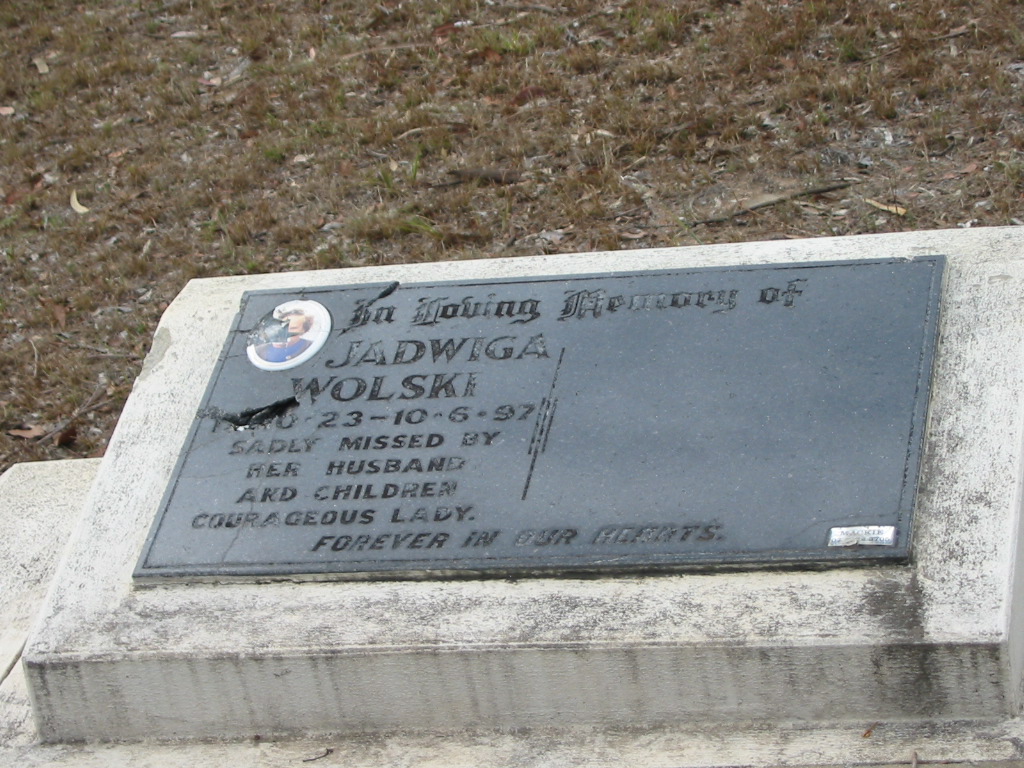 In Loving Memory of
JADWIGA
WOLSKI
23-10·6·97
SADLY MISSED BY
HER HUSBAND
AND CHILDREN
COURAGEOUS LADY.
FOREVER IN OUR HEARTS.
MACKIE